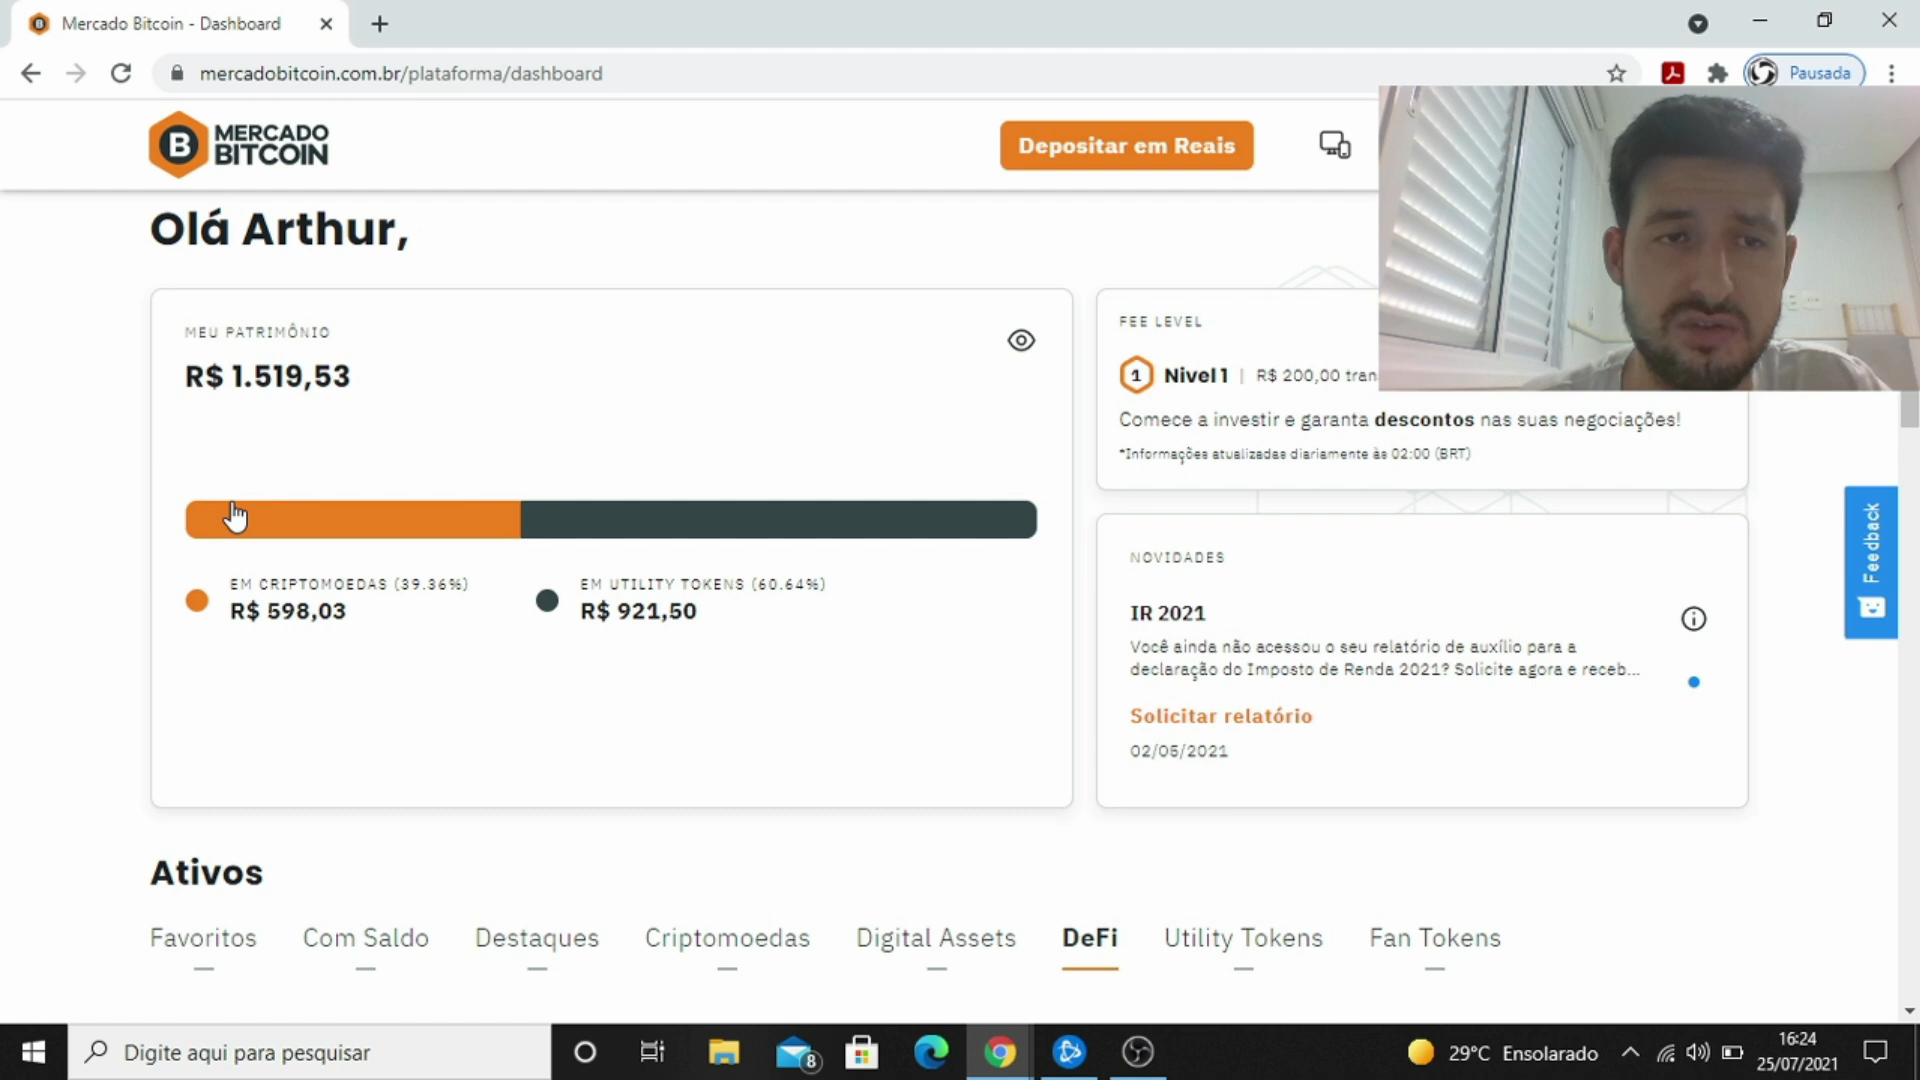 Mercado Bitcoin - Dashboard
mercadobitcoin.com.br/plataforma/dashboard
Pausada
MERCADO
BITCOIN
Depositar em Reais
Olá Arthur,
MEU PATRIMÔNIO
R$ 1.519,53
EM CRIPTOMOEDAS (39.36%)
R$ 598,03
EM UTILITY TOKENS (60.64%)
R$ 921,50
FEE LEVEL
1 Nivel 1 | R$ 200,00 tran
Comece a investir e garanta descontos nas suas negociações!
*Informações atualizadas diariamente às 02:00 (BRT)
NOVIDADES
IR 2021
Você ainda não acessou o seu relatório de auxílio para a
declaração do Imposto de Renda 2021? Solicite agora e receb...
Solicitar relatório
02/05/2021
Feedback
Ativos
Favoritos
Com Saldo
Destaques
Criptomoedas
Digital Assets
DeFi
Utility Tokens
Fan Tokens
Digite aqui para pesquisar
8
29°C Ensolarado
16:24
25/07/2021